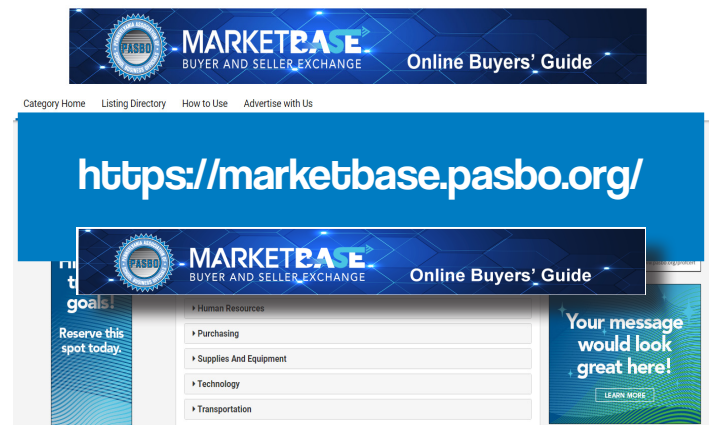 PASBO
MARKETBASE
BUYER AND SELLER EXCHANGE
Online Buyers' Guide
Category Home Listing Directory How to Use Advertise with Us
https://marketbase.pasbo.org/
PASBO
MARKETBASE
BUYER AND SELLER EXCHANGE
Online Buyers' Guide
goals!
Reserve this
spot today.
Human Resources
Purchasing
Supplies And Equipment
Technology
Transportation
Your message
would look
great here!
LEARN MORE